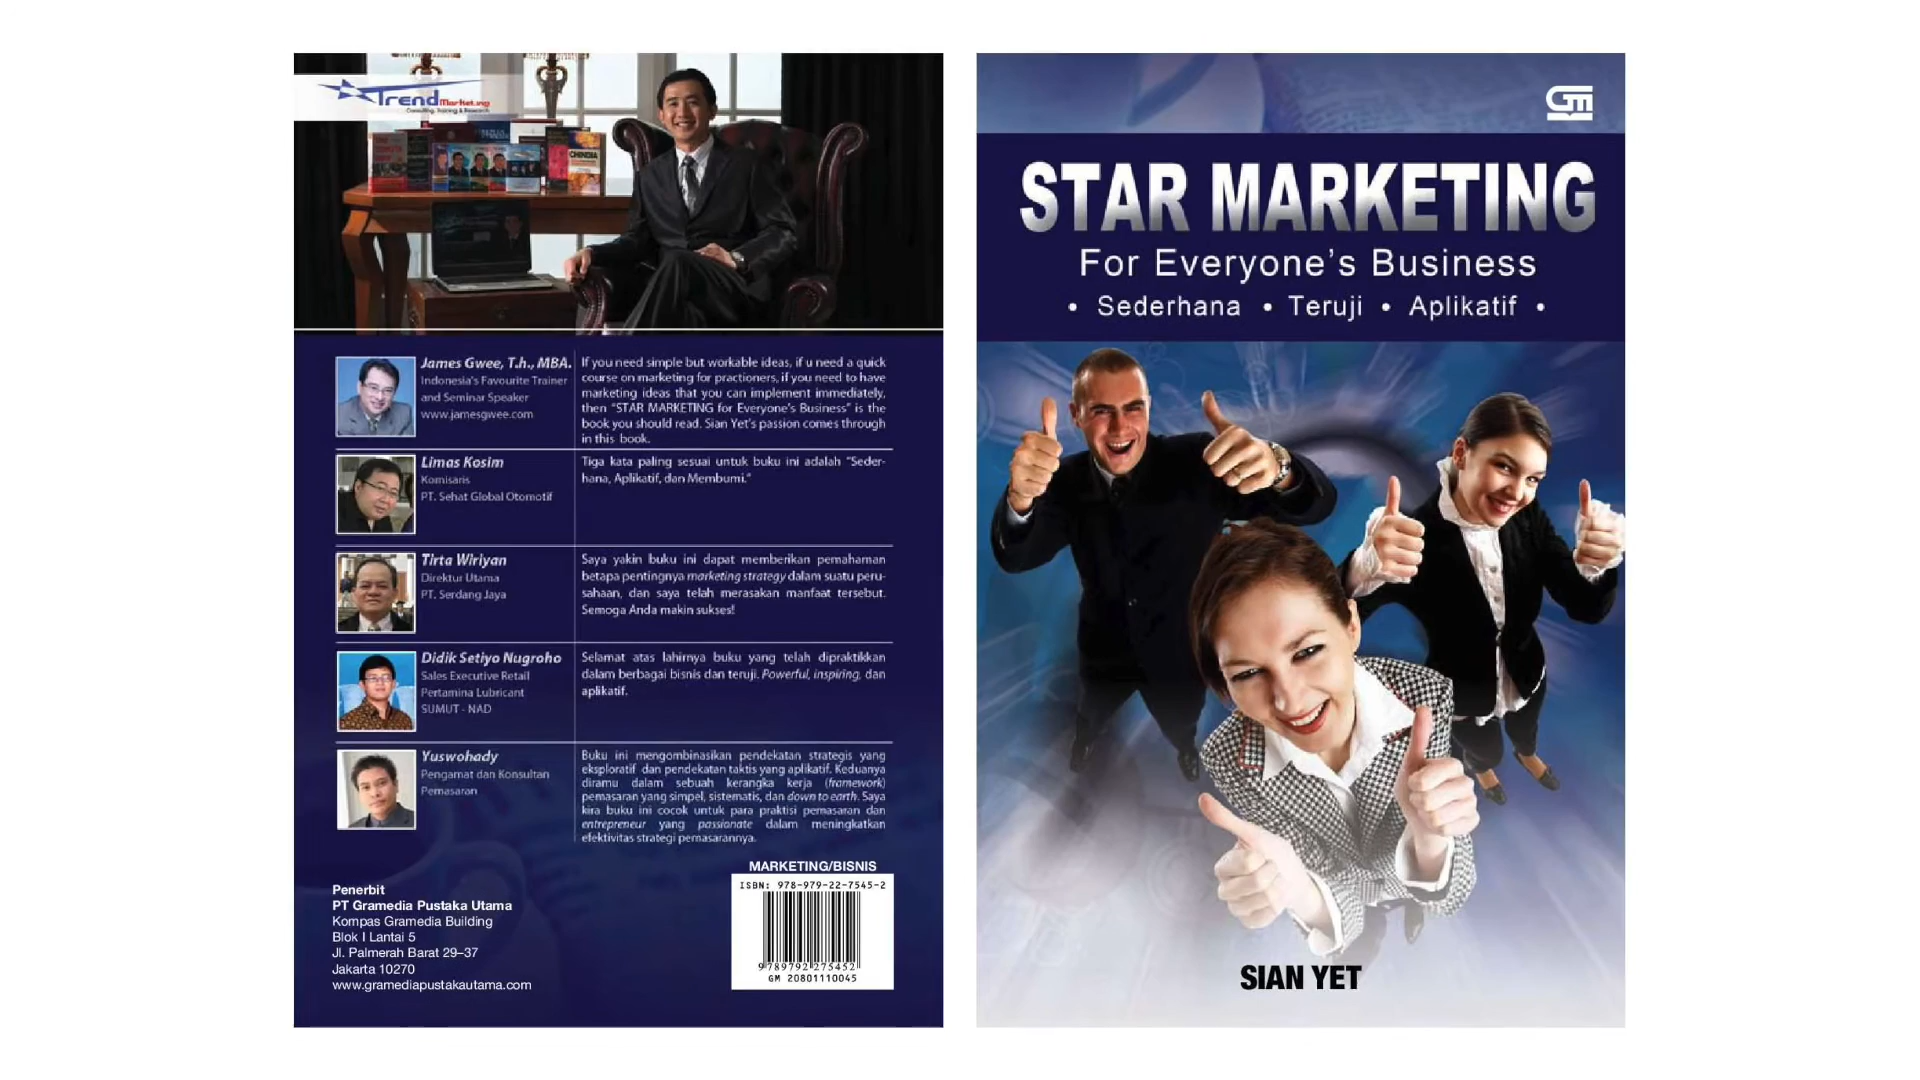 Trend Marketing
Consulting, Training & Research
CHINDIA
James Gwee, T.h., MBA.
Indonesia's Favourite Trainer
and Seminar Speaker
www.jamesgwee.com
If you need simple but workable ideas, if u need a quick
course on marketing for practioners, if you need to have
marketing ideas that you can implement immediately,
then "STAR MARKETING for Everyone's Business" is the
book you should read. Sian Yet's passion comes through
in this book.
Limas Kosim
Komisaris
PT. Sehat Global Otomotif
Tiga kata paling sesuai untuk buku ini adalah "Seder-
hana, Aplikatif, dan Membumi."
Tirta Wiriyan
Direktur Utama
PT. Serdang Jaya
Saya yakin buku ini dapat memberikan pemahaman
betapa pentingnya marketing strategy dalam suatu peru-
sahaan, dan saya telah merasakan manfaat tersebut.
Semoga Anda makin sukses!
Didik Setiyo Nugroho
Sales Executive Retail
Pertamina Lubricant
SUMUT - NAD
Selamat atas lahirnya buku yang telah dipraktikkan
dalam berbagai bisnis dan teruji. Powerful, inspiring, dan
aplikatif.
Yuswohady
Pengamat dan Konsultan
Pemasaran
Buku ini mengombinasikan pendekatan strategis yang
eksploratif dan pendekatan taktis yang aplikatif. Keduanya
diramu dalam sebuah kerangka kerja (framework)
pemasaran yang simpel, sistematis, dan down to earth. Saya
kira buku ini cocok untuk para praktisi pemasaran dan
entrepreneur yang passionate dalam meningkatkan
efektivitas strategi pemasarannya.
Penerbit
PT Gramedia Pustaka Utama
Kompas Gramedia Building
Blok I Lantai 5
Jl. Palmerah Barat 29–37
Jakarta 10270
www.gramediapustakautama.com
MARKETING/BISNIS
ISBN: 978-979-22-7545-2
9 789792 275452
GM 20801110045
GM
STAR MARKETING
For Everyone's Business
• Sederhana • Teruji • Aplikatif •
SIAN YET